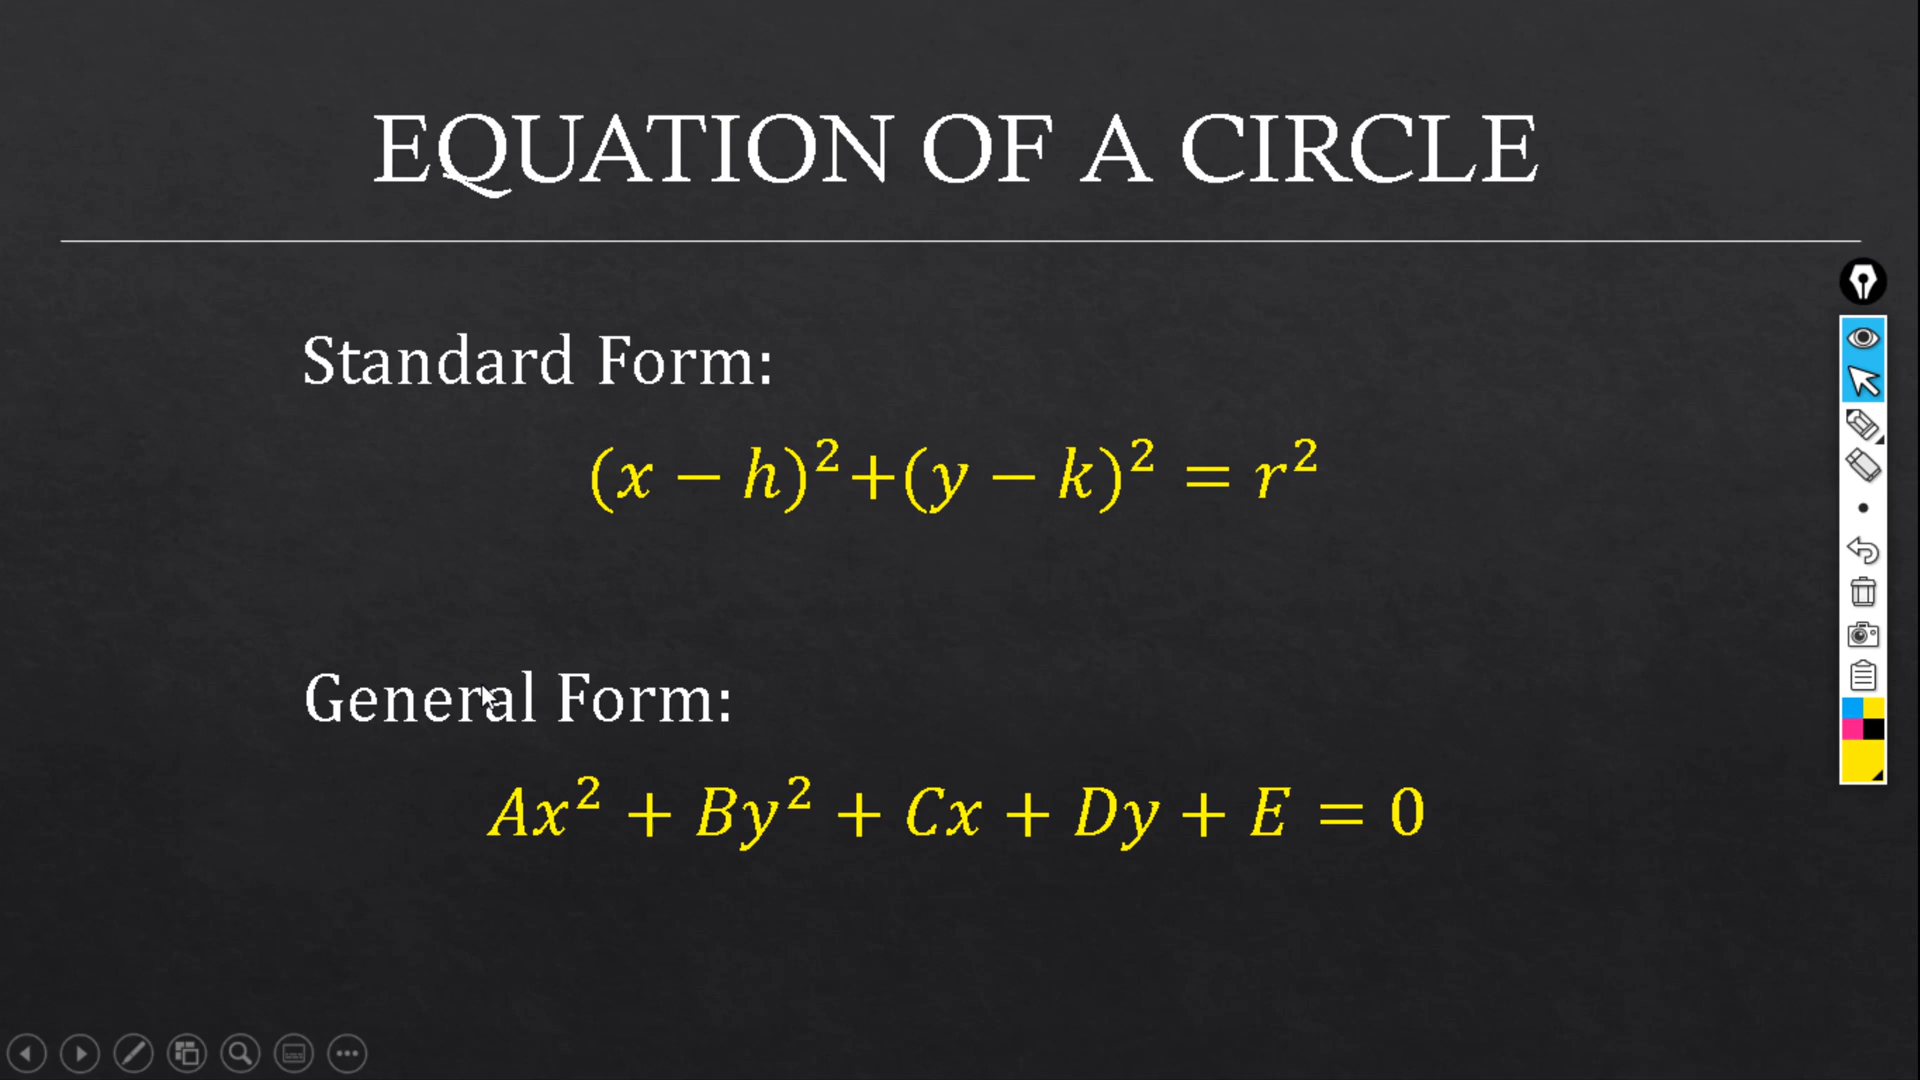 EQUATION OF A CIRCLE
Standard Form:
(x − h)²+(y − k)² = r²
General Form:
Ax² + By² + Cx + Dy + E = 0